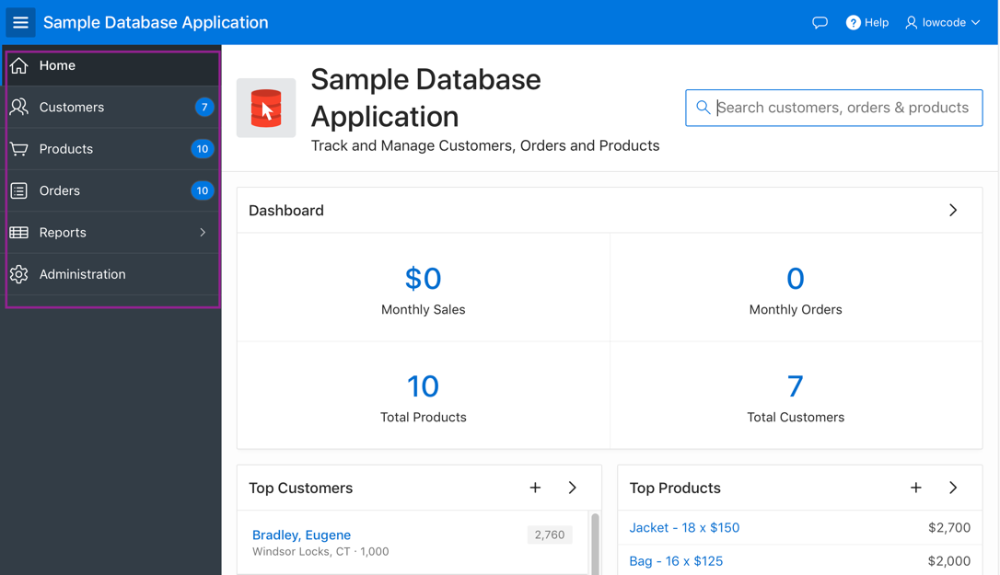 Sample Database Application
Help
lowcode
Home
Customers 7
Products 10
Orders 10
Reports
Administration
Sample Database
Application
Track and Manage Customers, Orders and Products
Search customers, orders & products
Dashboard
$0
Monthly Sales
0
Monthly Orders
10
Total Products
7
Total Customers
Top Customers
Bradley, Eugene 2,760
Windsor Locks, CT · 1,000
Top Products
Jacket - 18 x $150 $2,700
Bag - 16 x $125 $2,000